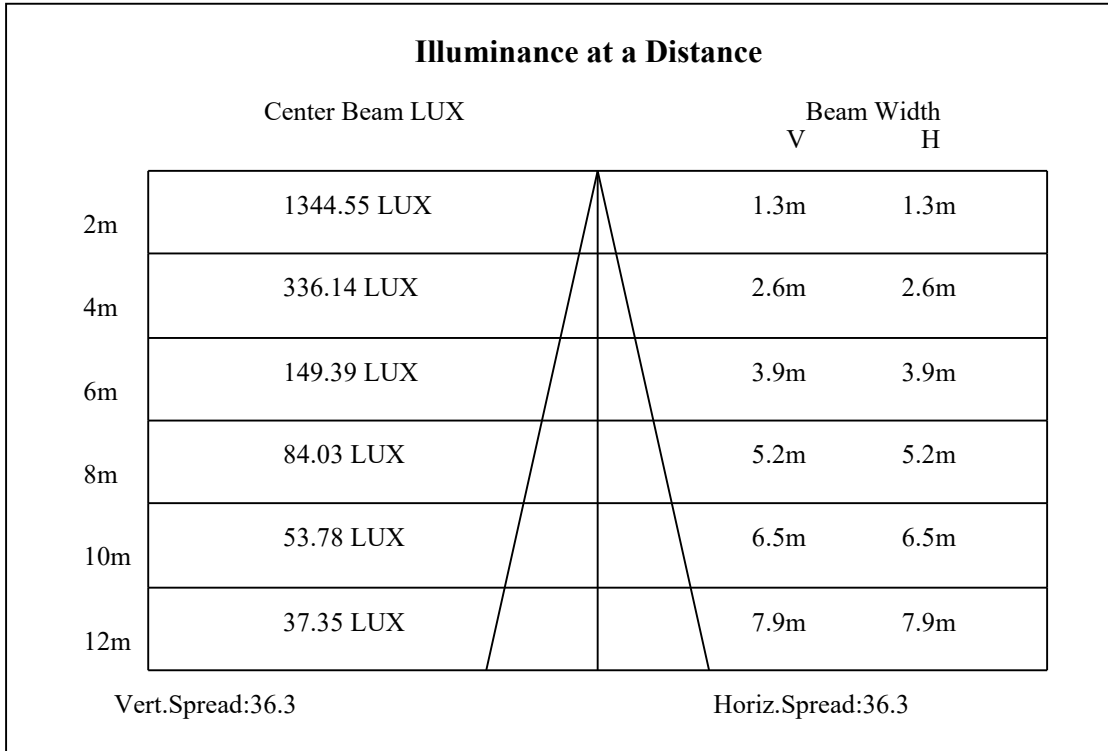 Illuminance at a Distance
Center Beam LUX Beam Width
V H
2m 1344.55 LUX 1.3m 1.3m
4m 336.14 LUX 2.6m 2.6m
6m 149.39 LUX 3.9m 3.9m
8m 84.03 LUX 5.2m 5.2m
10m 53.78 LUX 6.5m 6.5m
12m 37.35 LUX 7.9m 7.9m
Vert.Spread:36.3 Horiz.Spread:36.3